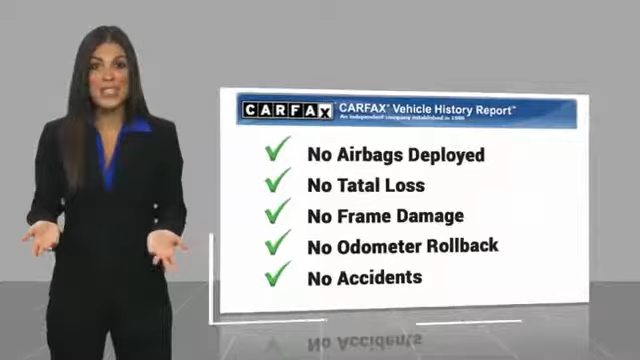 CARFAX CARFAX Vehicle History Report™
An independent company established in 1986
No Airbags Deployed
No Tatal Loss
No Frame Damage
No Odometer Rollback
No Accidents
No Accidents